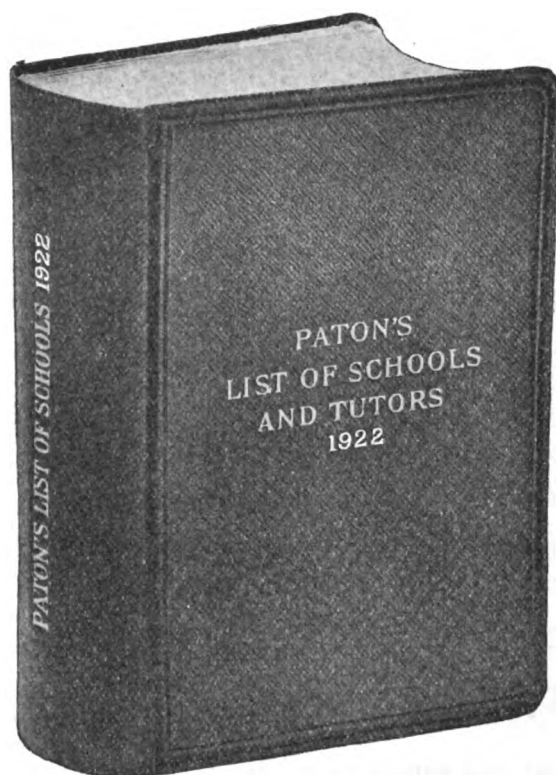 PATON'S LIST OF SCHOOLS 1922
PATON'S
LIST OF SCHOOLS
AND TUTORS
1922